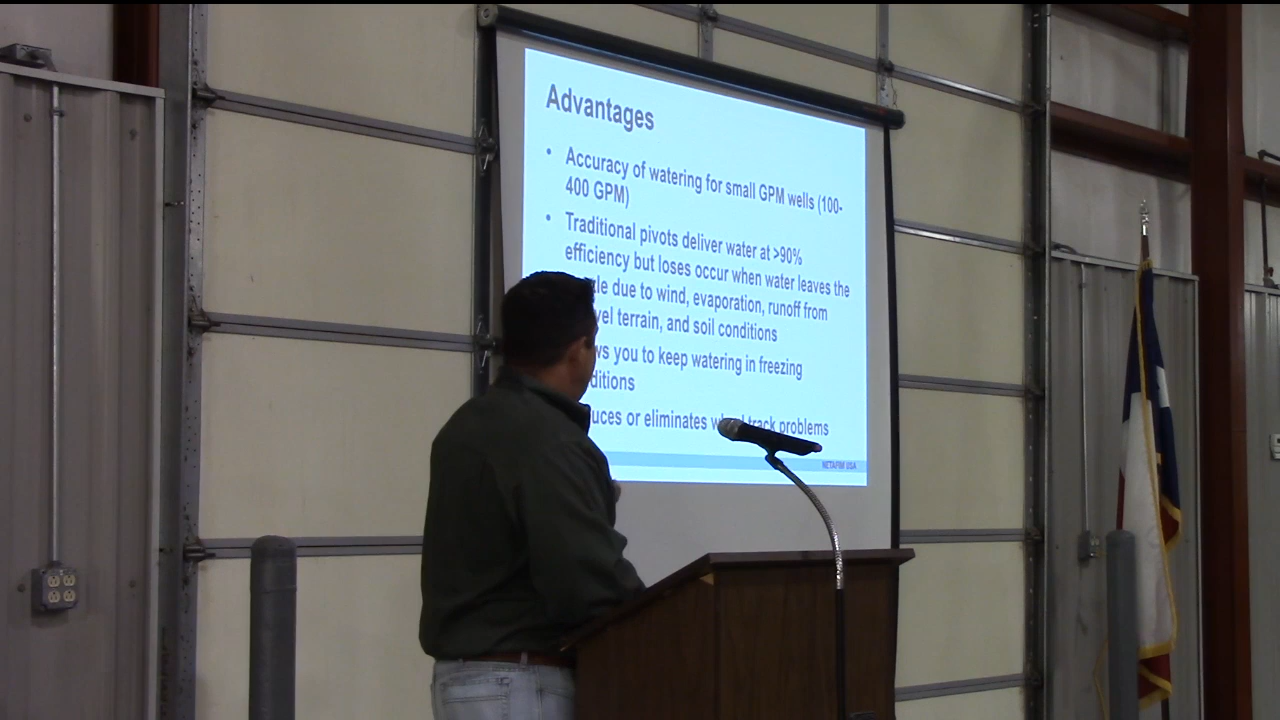 Advantages
• Accuracy of watering for small GPM wells (100-
400 GPM)
• Traditional pivots deliver water at >90%
efficiency but loses occur when water leaves the
due to wind, evaporation, runoff from
terrain, and soil conditions
you to keep watering in freezing
or eliminates track problems
NETAFIM USA